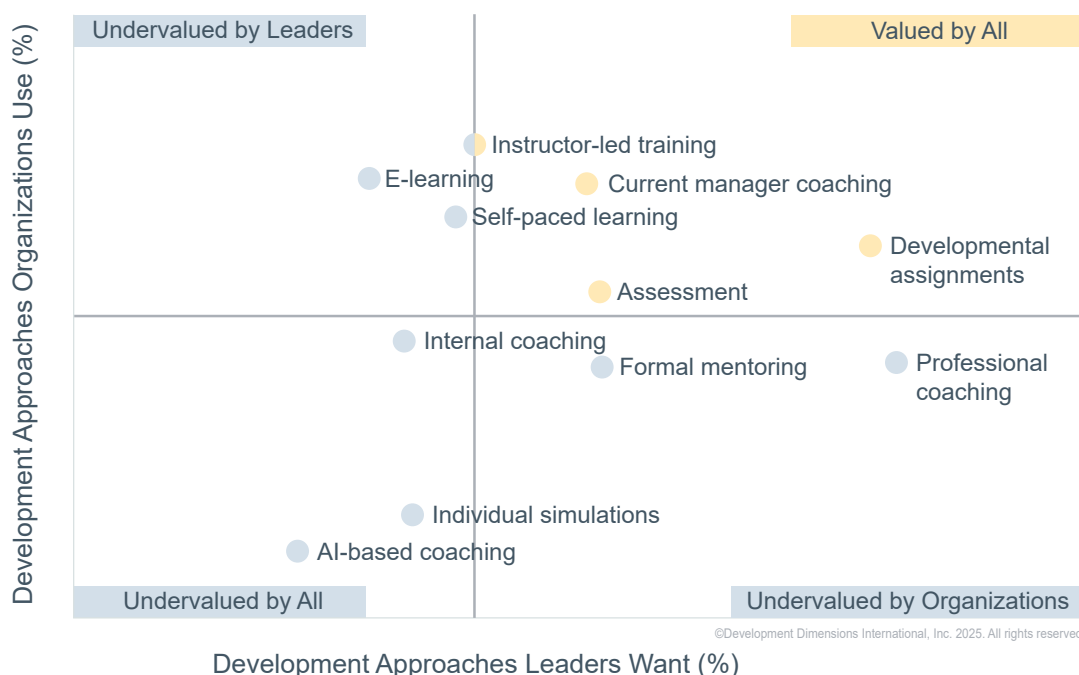 Development Approaches Organizations Use (%)
Undervalued by Leaders
Valued by All
Instructor-led training
E-learning
Current manager coaching
Self-paced learning
Developmental
assignments
Assessment
Internal coaching
Formal mentoring
Professional
coaching
Individual simulations
AI-based coaching
Undervalued by All
Undervalued by Organizations
©Development Dimensions International, Inc. 2025. All rights reserved
Development Approaches Leaders Want (%)